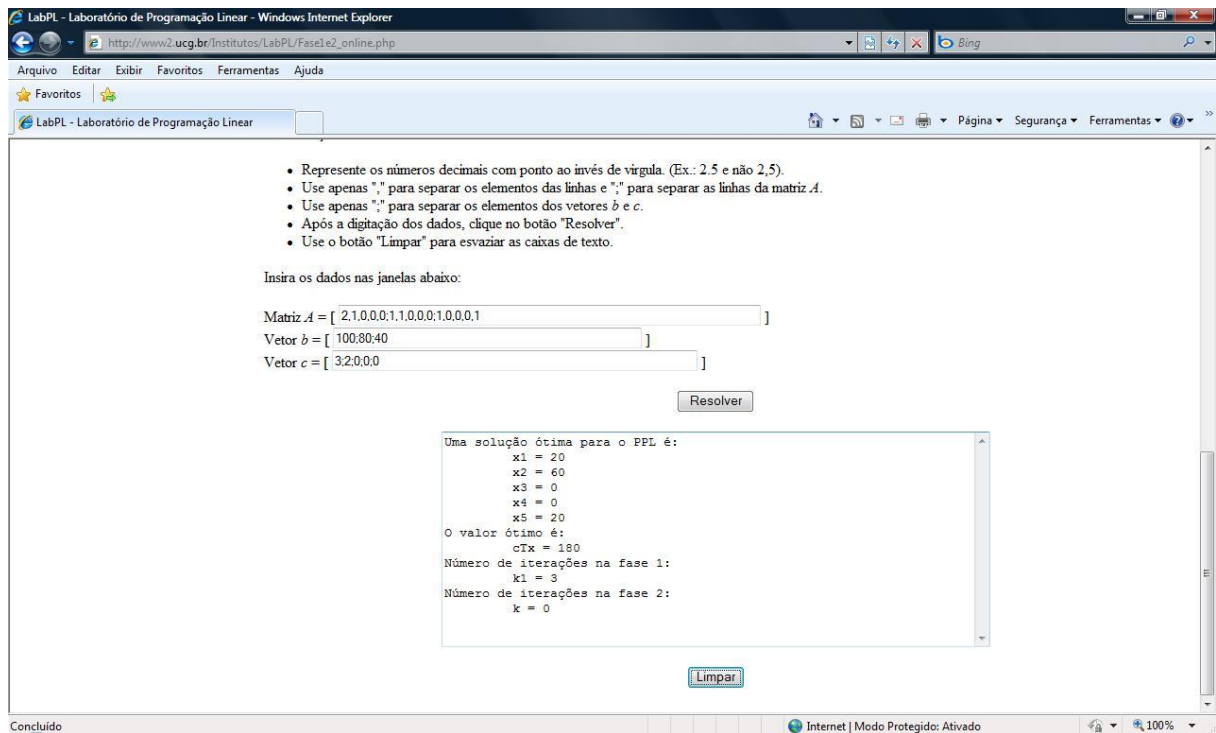 LabPL - Laboratório de Programação Linear - Windows Internet Explorer
http://www2.ucg.br/Institutos/LabPL/Fase1e2_online.php
Bing
Arquivo Editar Exibir Favoritos Ferramentas Ajuda
Favoritos
LabPL - Laboratório de Programação Linear
Página Segurança Ferramentas
• Represente os números decimais com ponto ao invés de virgula. (Ex.: 2.5 e não 2,5).
• Use apenas "," para separar os elementos das linhas e ";" para separar as linhas da matriz A.
• Use apenas ";" para separar os elementos dos vetores b e c.
• Após a digitação dos dados, clique no botão "Resolver".
• Use o botão "Limpar" para esvaziar as caixas de texto.
Insira os dados nas janelas abaixo:
Matriz A = [ 2,1,0,0,0;1,1,0,0,0;1,0,0,0,1 ]
Vetor b = [ 100;80;40 ]
Vetor c = [ 3;2;0;0;0 ]
Resolver
Uma solução ótima para o PPL é:
x1 = 20
x2 = 60
x3 = 0
x4 = 0
x5 = 20
O valor ótimo é:
cTx = 180
Número de iterações na fase 1:
k1 = 3
Número de iterações na fase 2:
k = 0
Limpar
Concluído
Internet | Modo Protegido: Ativado
100%